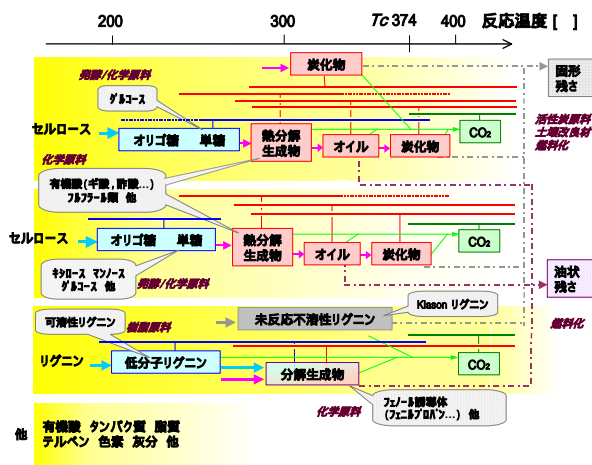 200
300
Tc 374
400
反応温度 [ ]
炭化物
固形
残さ
発酵/化学原料
ｸﾞﾙｺｰｽ
活性炭原料
土壌改良材
燃料化
セルロース
オリゴ糖 単糖
熱分解
生成物
オイル
炭化物
CO2
化学原料
有機酸(ギ酸,酢酸…)
ﾌﾙﾌﾗｰﾙ類 他
セルロース
オリゴ糖 単糖
熱分解
生成物
オイル
炭化物
CO2
ｷｼﾛｰｽ ﾏﾝﾉｰｽ
ｸﾞﾙｺｰｽ 他
発酵/化学原料
油状
残さ
Klason リグニン
可溶性リグニン
樹脂原料
未反応不溶性リグニン
燃料化
リグニン
低分子リグニン
分解生成物
CO2
化学原料
ﾌｪﾉｰﾙ誘導体
(ﾌｪﾆﾙﾌﾟﾛﾊﾟﾝ…) 他
他
有機酸 タンパク質 脂質
テルペン 色素 灰分 他